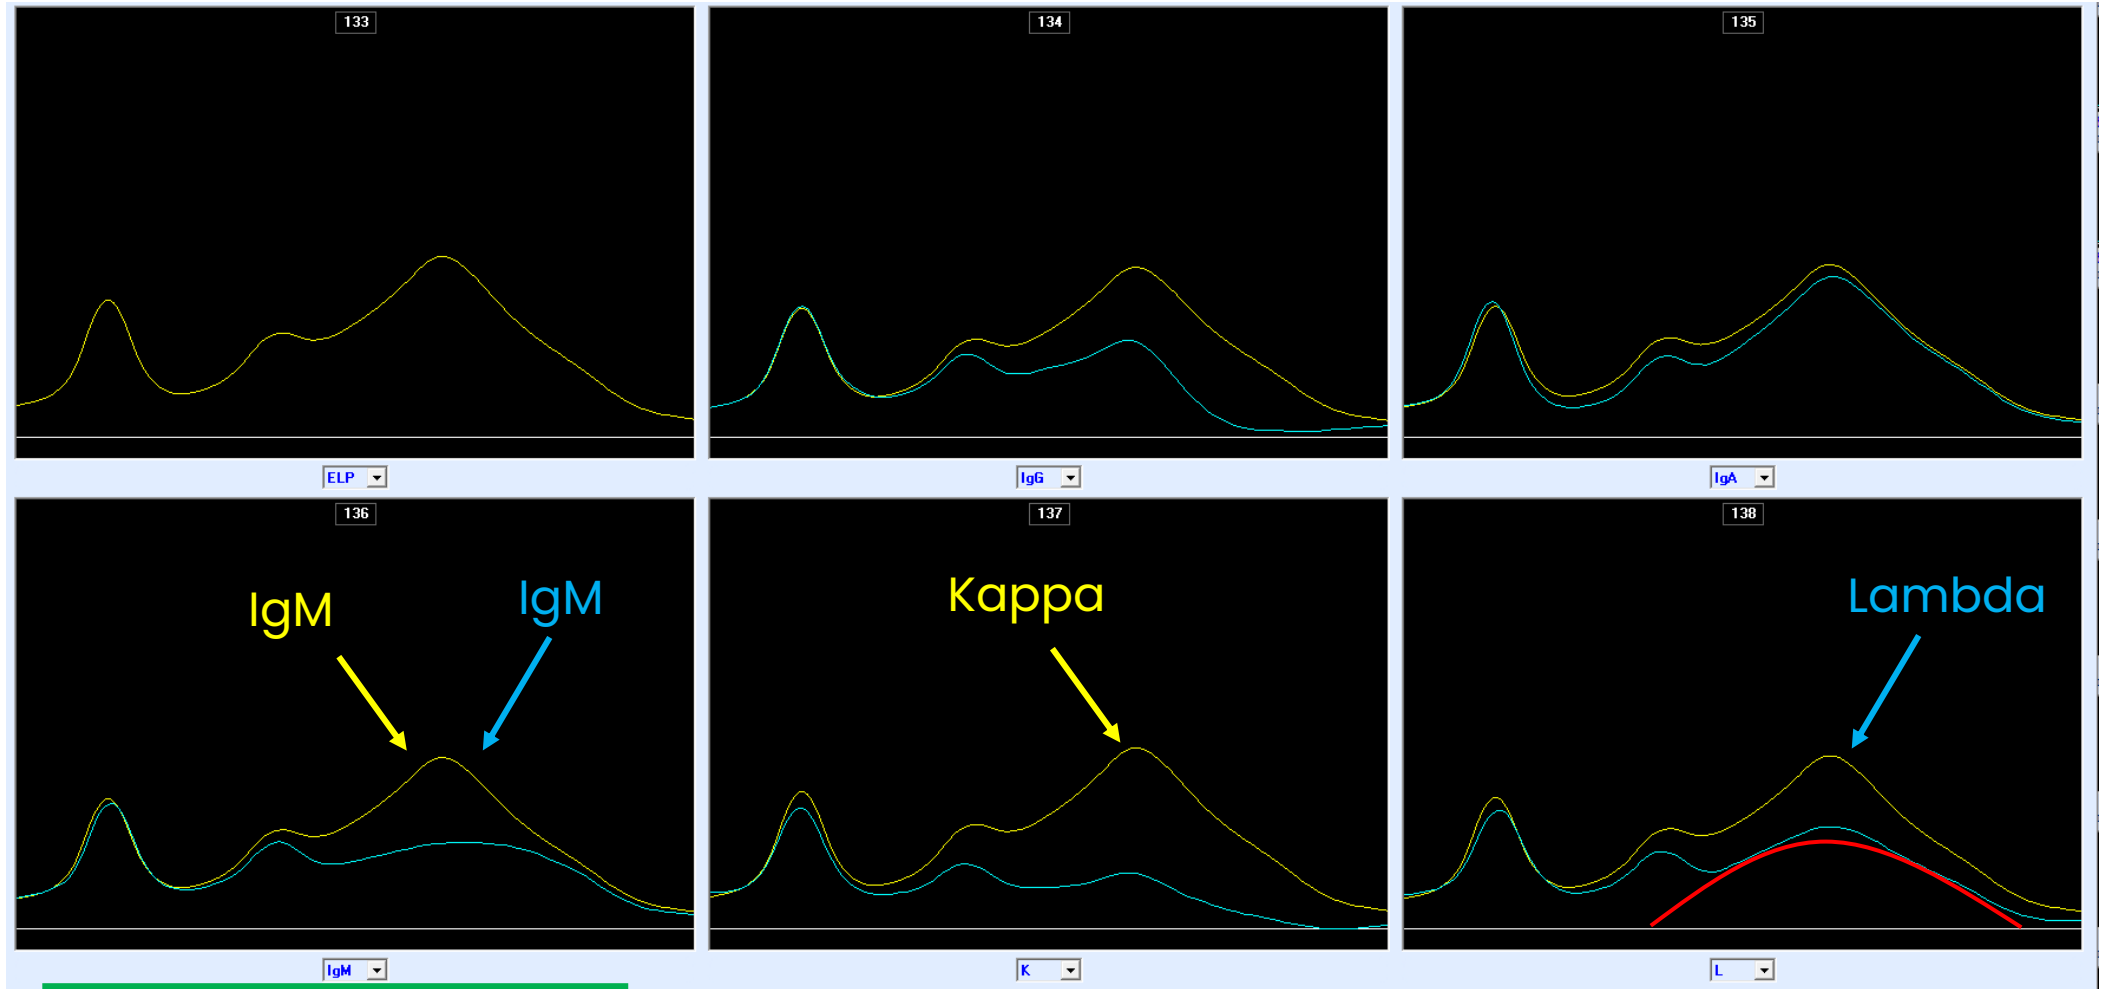 133
134
135
ELP
IgG
IgA
136
137
138
IgM
IgM
Kappa
Lambda
IgM
K
L